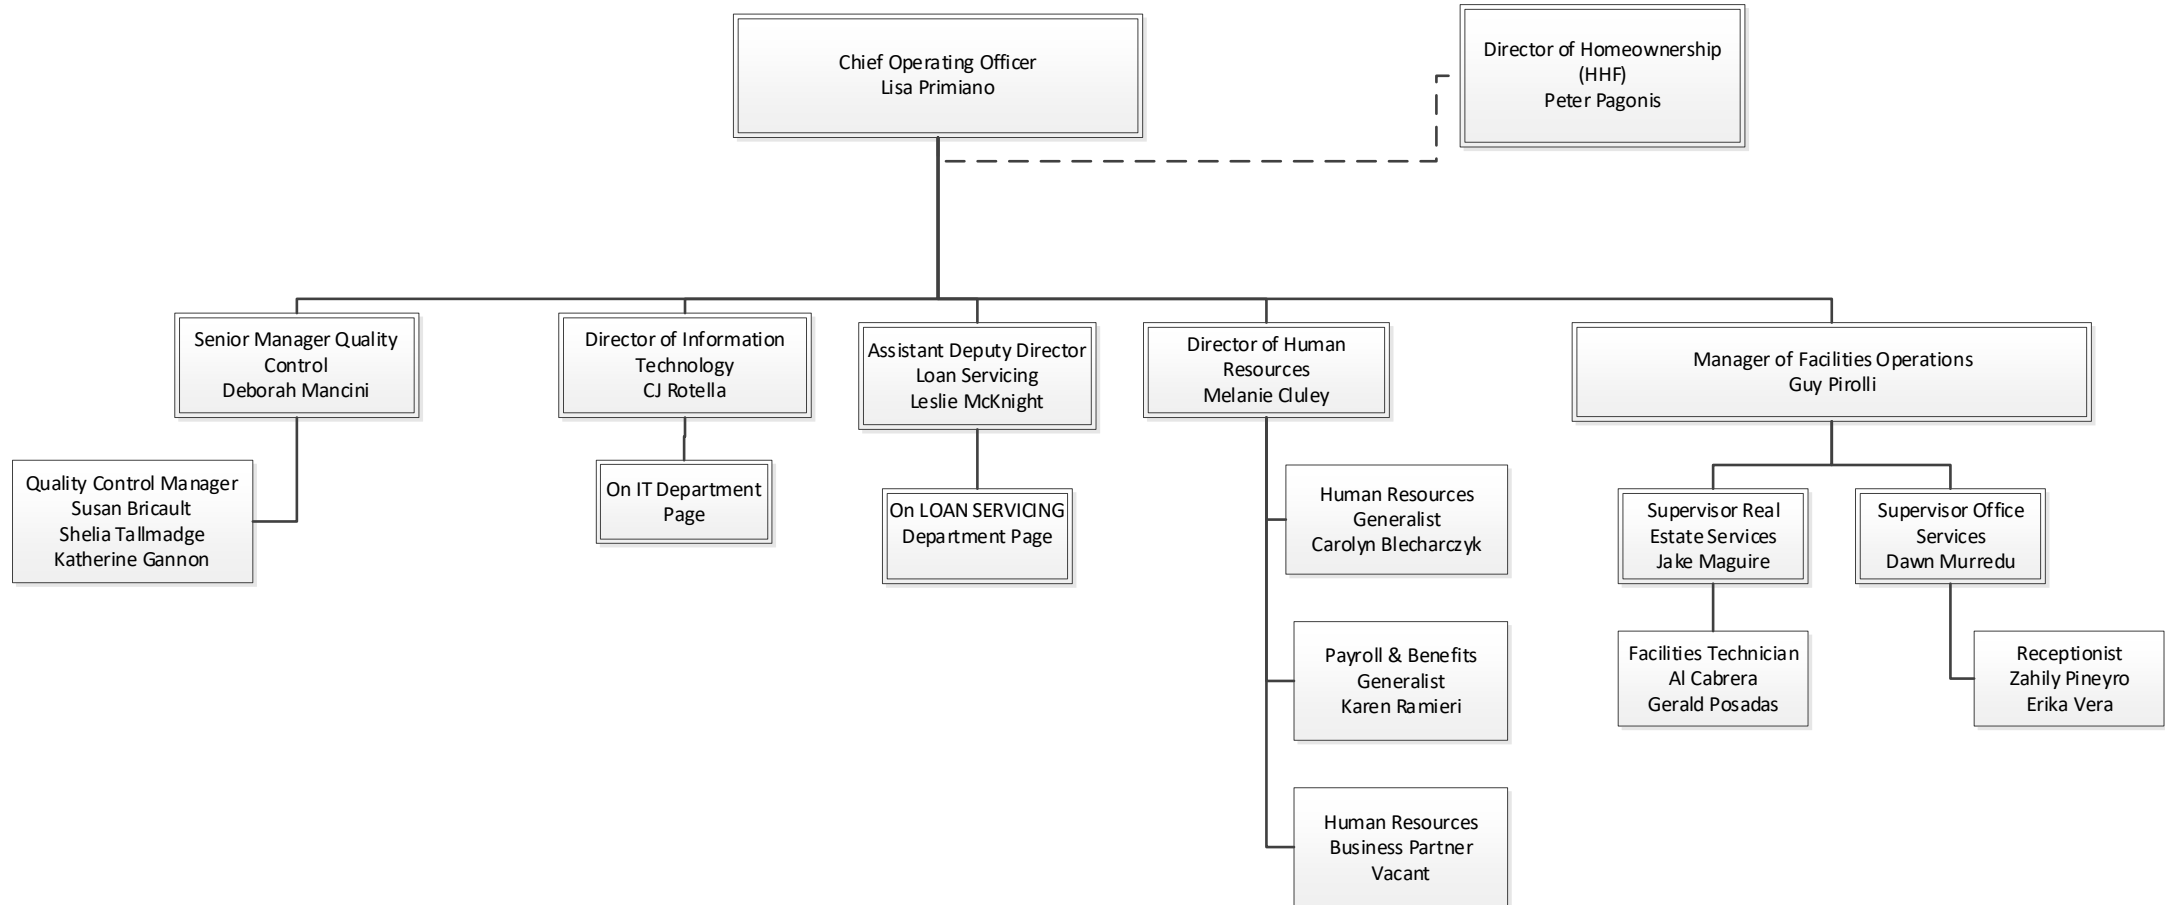 Chief Operating Officer
Lisa Primiano
Director of Homeownership
(HHF)
Peter Pagonis
Senior Manager Quality
Control
Deborah Mancini
Director of Information
Technology
CJ Rotella
Assistant Deputy Director
Loan Servicing
Leslie McKnight
Director of Human
Resources
Melanie Cluley
Manager of Facilities Operations
Guy Pirolli
Quality Control Manager
Susan Bricault
Shelia Tallmadge
Katherine Gannon
On IT Department
Page
On LOAN SERVICING
Department Page
Human Resources
Generalist
Carolyn Blecharczyk
Payroll & Benefits
Generalist
Karen Ramieri
Human Resources
Business Partner
Vacant
Supervisor Real
Estate Services
Jake Maguire
Supervisor Office
Services
Dawn Murredu
Facilities Technician
Al Cabrera
Gerald Posadas
Receptionist
Zahily Pineyro
Erika Vera